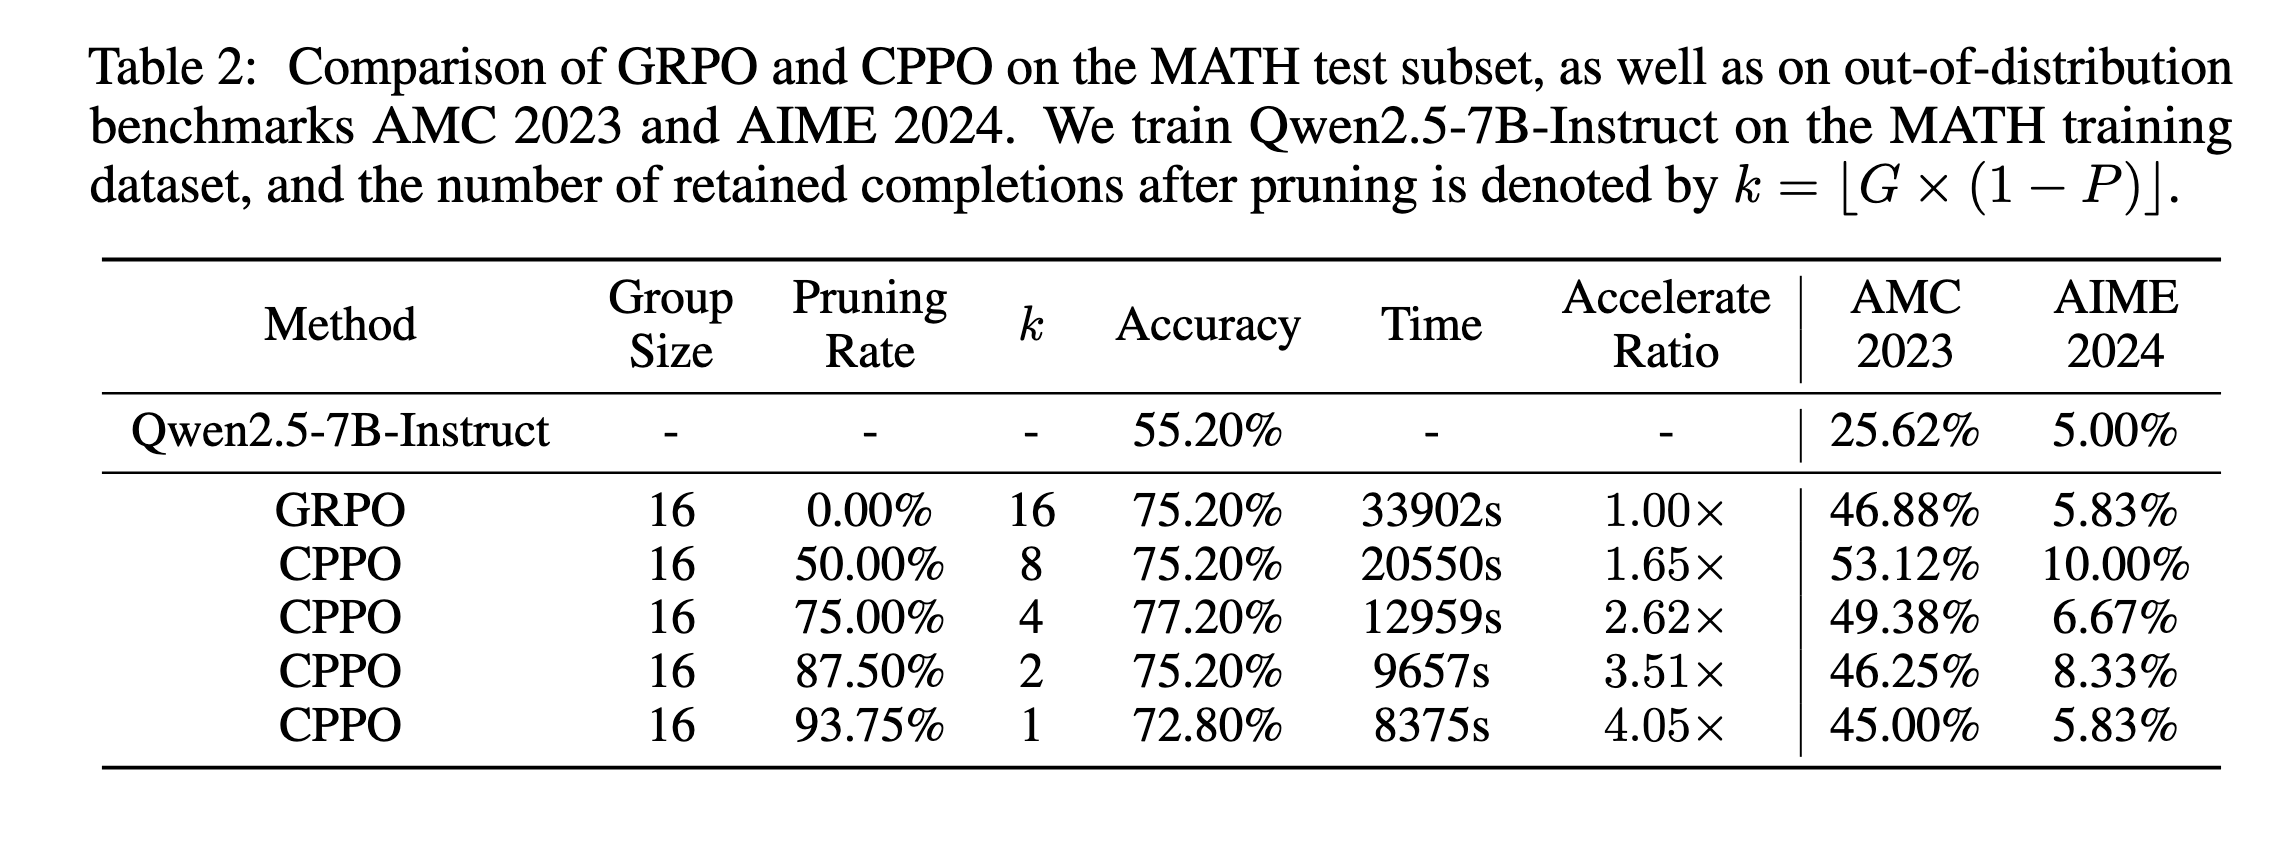 Table 2: Comparison of GRPO and CPPO on the MATH test subset, as well as on out-of-distribution
benchmarks AMC 2023 and AIME 2024. We train Qwen2.5-7B-Instruct on the MATH training
dataset, and the number of retained completions after pruning is denoted by k = ⌊G × (1 − P)⌋.
Method Group Size Pruning Rate k Accuracy Time Accelerate Ratio AMC 2023 AIME 2024
Qwen2.5-7B-Instruct - - - 55.20% - - 25.62% 5.00%
GRPO 16 0.00% 16 75.20% 33902s 1.00× 46.88% 5.83%
CPPO 16 50.00% 8 75.20% 20550s 1.65× 53.12% 10.00%
CPPO 16 75.00% 4 77.20% 12959s 2.62× 49.38% 6.67%
CPPO 16 87.50% 2 75.20% 9657s 3.51× 46.25% 8.33%
CPPO 16 93.75% 1 72.80% 8375s 4.05× 45.00% 5.83%